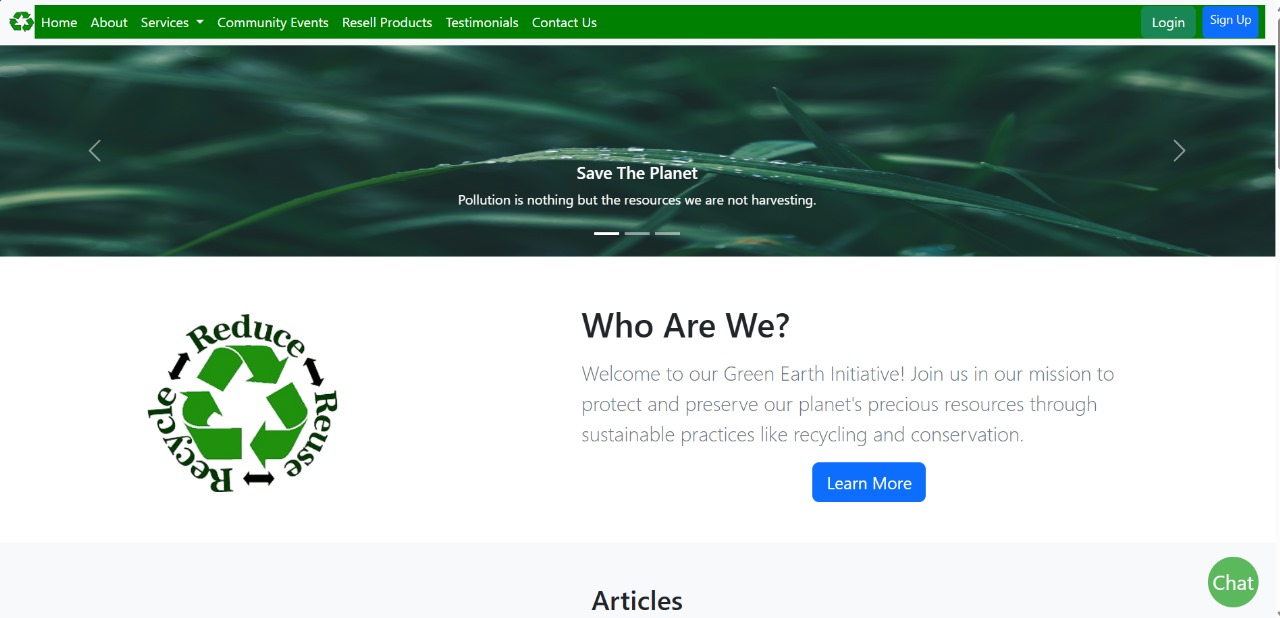 Home About Services Community Events Resell Products Testimonials Contact Us Login Sign Up
Save The Planet
Pollution is nothing but the resources we are not harvesting.
Reduce
Reuse
Recycle
Who Are We?
Welcome to our Green Earth Initiative! Join us in our mission to
protect and preserve our planet's precious resources through
sustainable practices like recycling and conservation.
Learn More
Chat
Articles